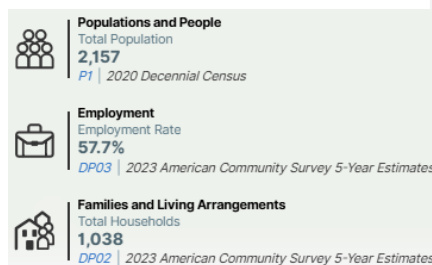 Populations and People
Total Population
2,157
P1 | 2020 Decennial Census
Employment
Employment Rate
57.7%
DP03 | 2023 American Community Survey 5-Year Estimates
Families and Living Arrangements
Total Households
1,038
DP02 | 2023 American Community Survey 5-Year Estimates